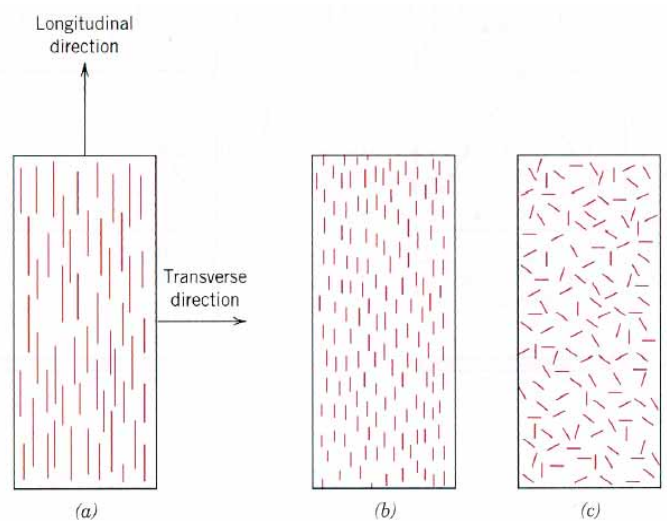 Longitudinal
direction
Transverse
direction
(a)
(b)
(c)